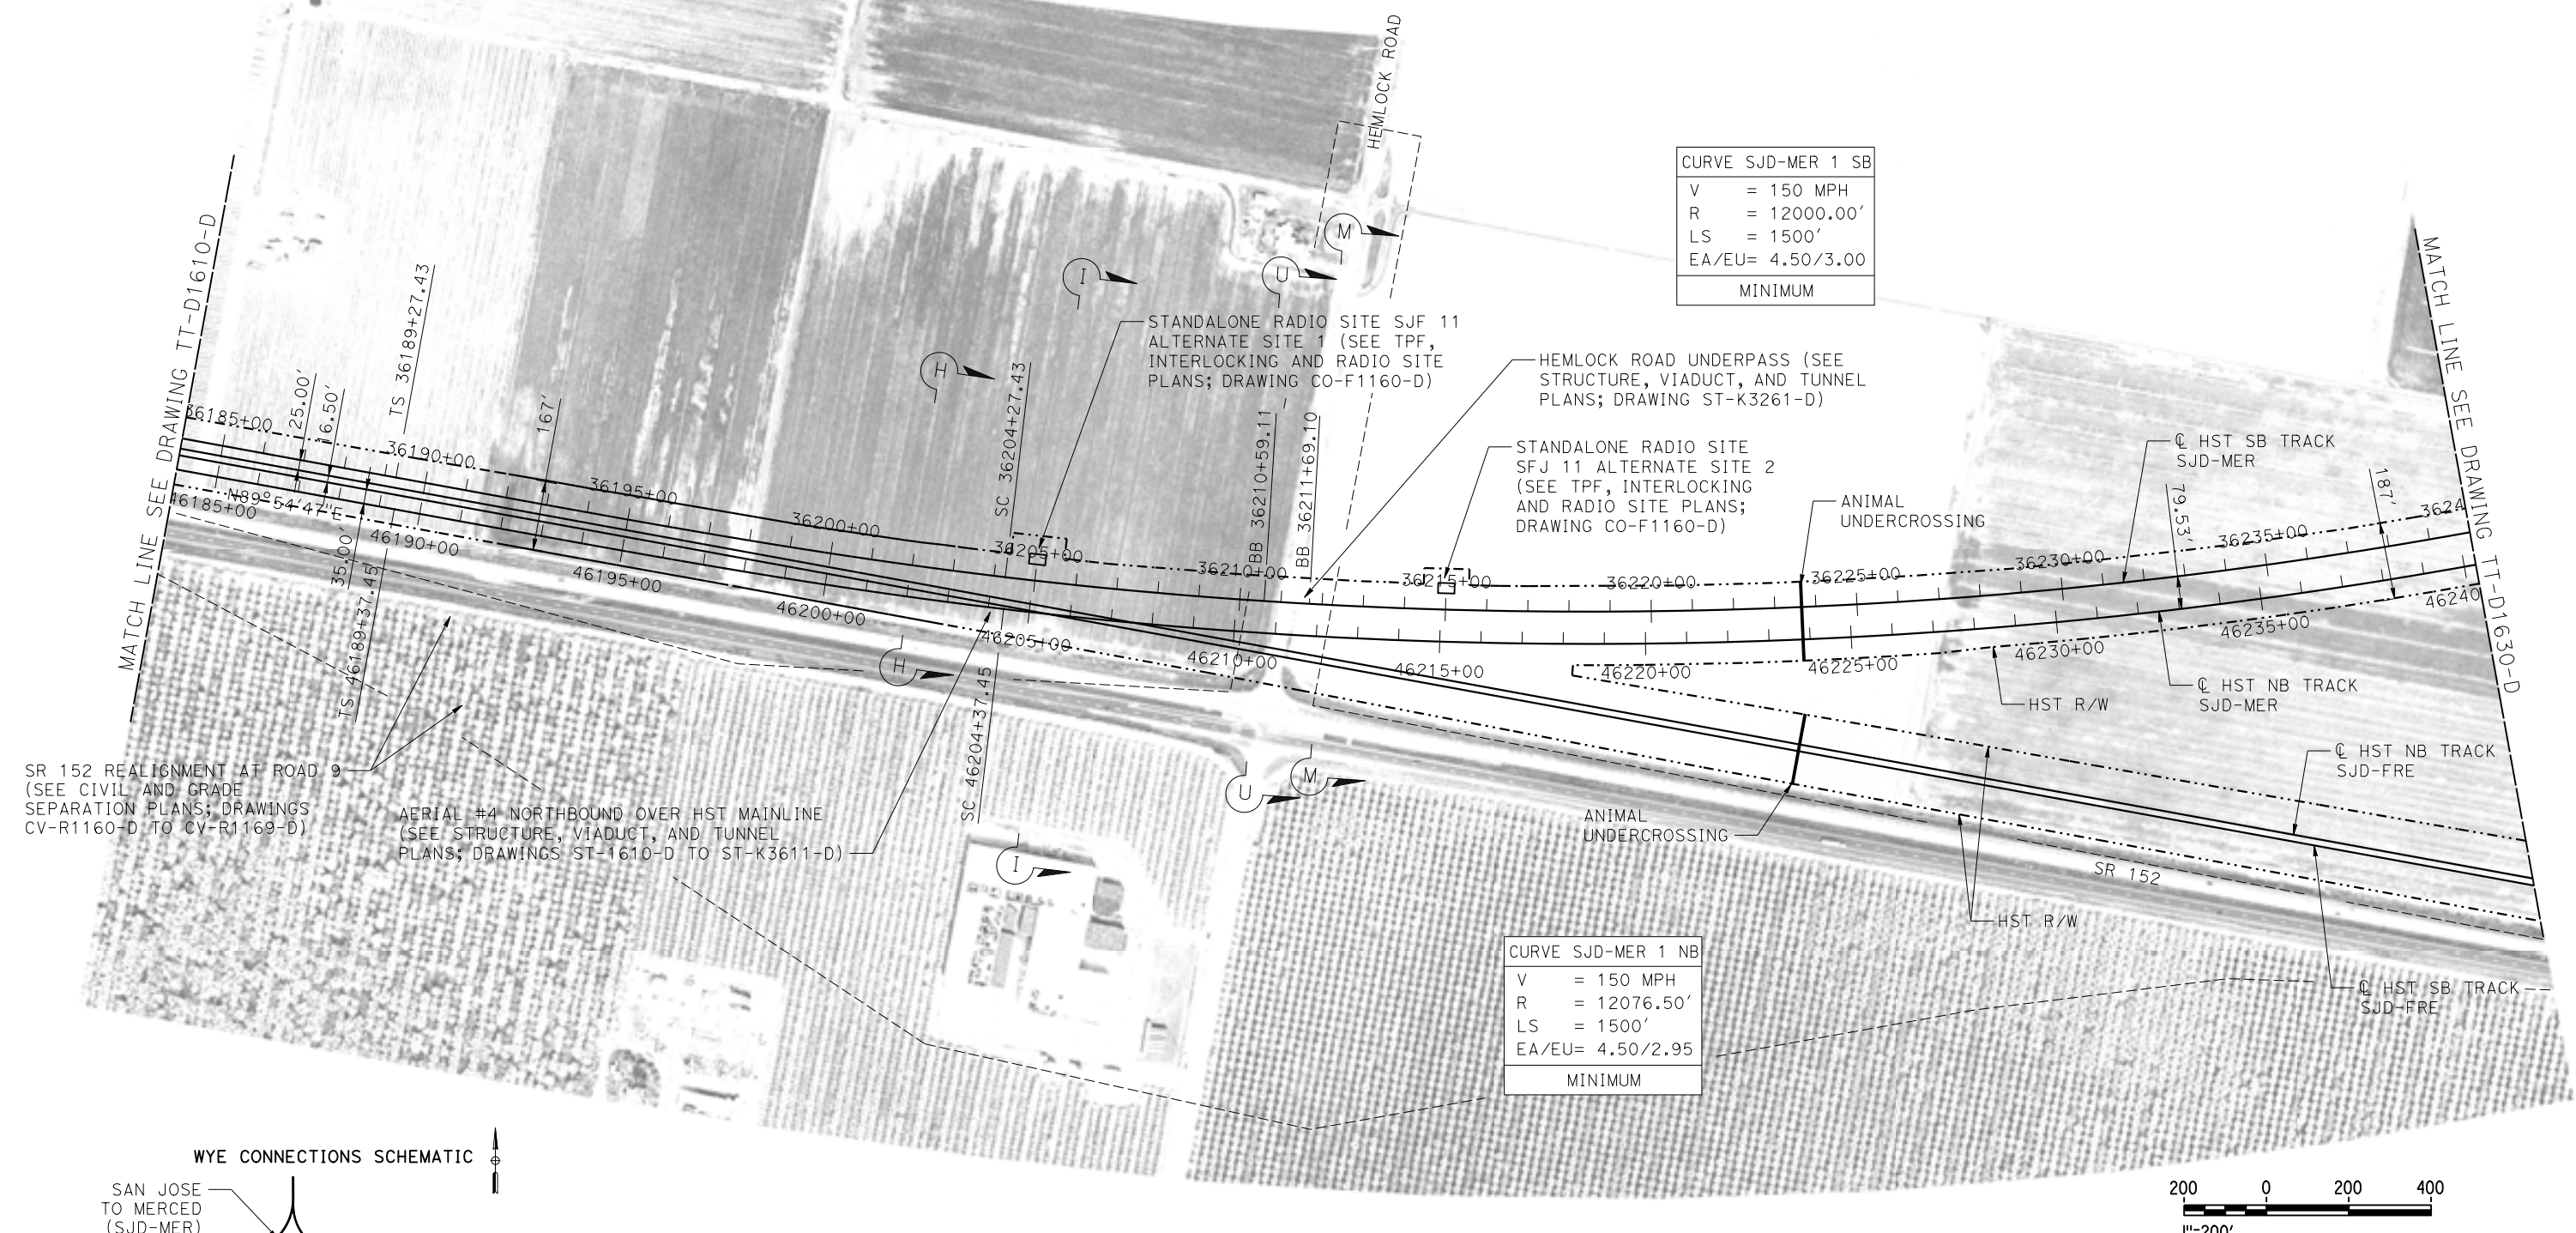 HEMLOCK ROAD
CURVE SJD-MER 1 SB
V = 150 MPH
R = 12000.00′
LS = 1500′
EA/EU= 4.50/3.00
MINIMUM
MATCH LINE SEE DRAWING TT-D1610-D
MATCH LINE SEE DRAWING TT-D1630-D
M
U
I
H
STANDALONE RADIO SITE SJF 11
ALTERNATE SITE 1 (SEE TPF,
INTERLOCKING AND RADIO SITE
PLANS; DRAWING CO-F1160-D)
HEMLOCK ROAD UNDERPASS (SEE
STRUCTURE, VIADUCT, AND TUNNEL
PLANS; DRAWING ST-K3261-D)
STANDALONE RADIO SITE
SFJ 11 ALTERNATE SITE 2
(SEE TPF, INTERLOCKING
AND RADIO SITE PLANS;
DRAWING CO-F1160-D)
ANIMAL
UNDERCROSSING
℄ HST SB TRACK
SJD-MER
25.00′
16.50′
TS 36189+27.43
167′
SC 36204+27.43
BB 36210+59.11
BB 36211+69.10
79.53′
187′
36185+00
36190+00
36195+00
36200+00
36205+00
36210+00
36215+00
36220+00
36225+00
36230+00
36235+00
3624
N89°54′47"E
46185+00
46190+00
46195+00
46200+00
46205+00
46210+00
46215+00
46220+00
46225+00
46230+00
46235+00
46240
35.00′
TS 46189+37.45
SC 46204+37.45
H
HST R/W
℄ HST NB TRACK
SJD-MER
℄ HST NB TRACK
SJD-FRE
SR 152 REALIGNMENT AT ROAD 9
(SEE CIVIL AND GRADE
SEPARATION PLANS; DRAWINGS
CV-R1160-D TO CV-R1169-D)
AERIAL #4 NORTHBOUND OVER HST MAINLINE
(SEE STRUCTURE, VIADUCT, AND TUNNEL
PLANS; DRAWINGS ST-1610-D TO ST-K3611-D)
U
M
I
ANIMAL
UNDERCROSSING
SR 152
HST R/W
℄ HST SB TRACK
SJD-FRE
CURVE SJD-MER 1 NB
V = 150 MPH
R = 12076.50′
LS = 1500′
EA/EU= 4.50/2.95
MINIMUM
WYE CONNECTIONS SCHEMATIC
SAN JOSE
TO MERCED
(SJD-MER)
200 0 200 400
1"=200′